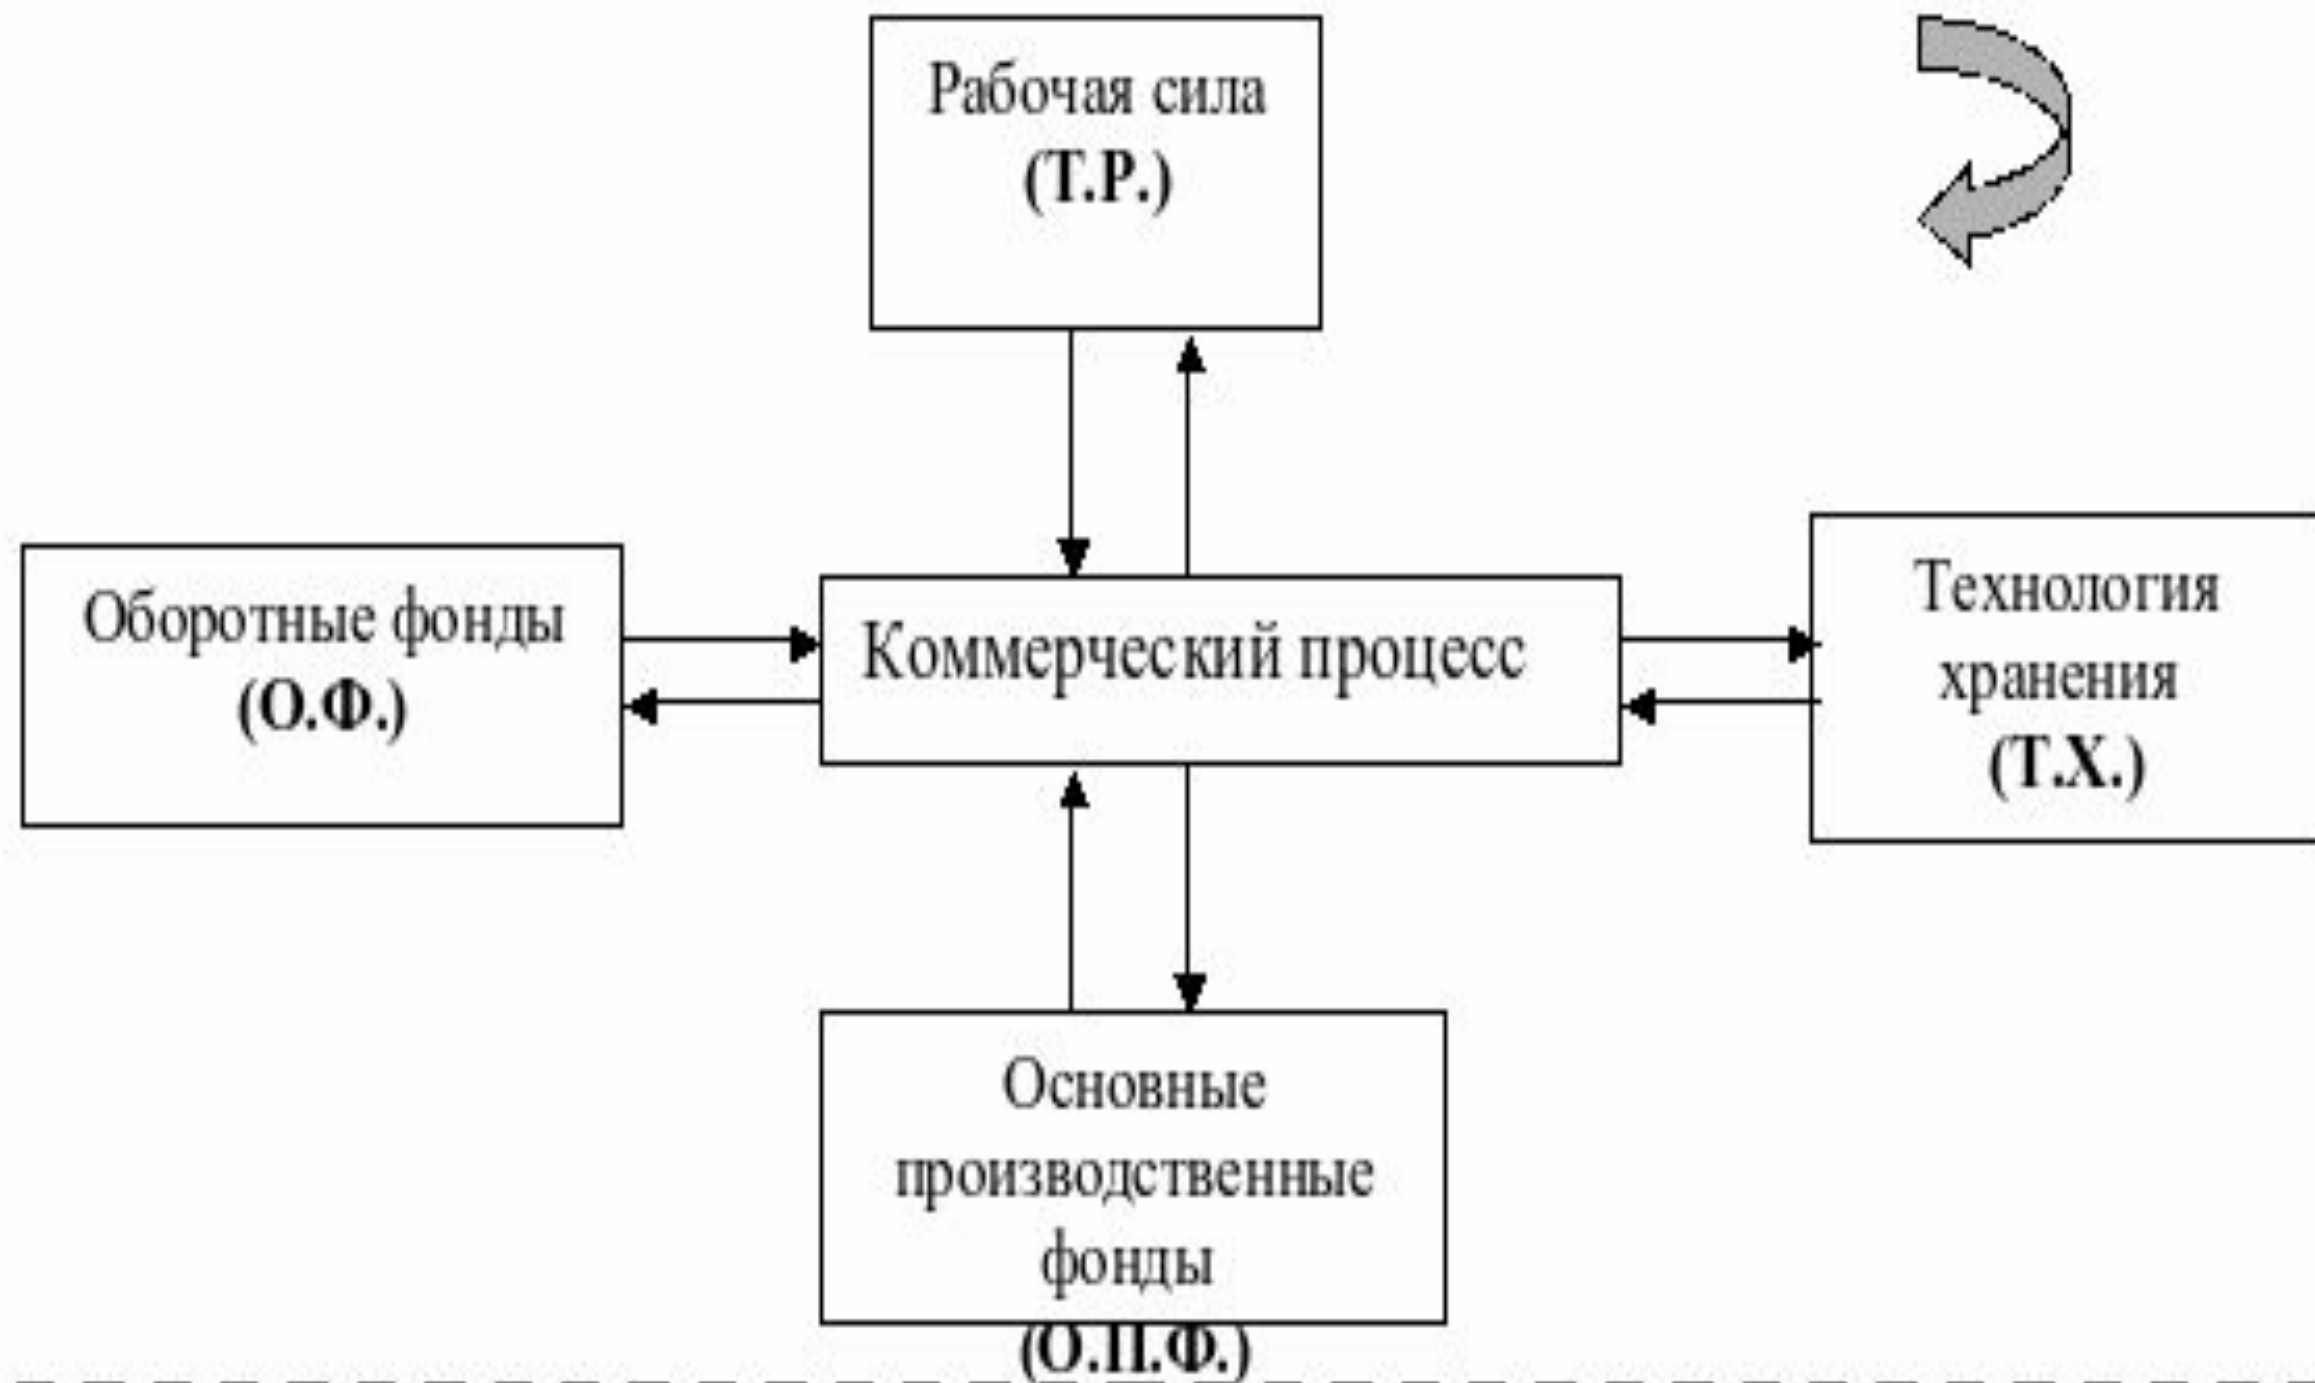 Рабочая сила
(Т.Р.)
Оборотные фонды
(О.Ф.)
Коммерческий процесс
Технология
хранения
(Т.Х.)
Основные
производственные
фонды
(О.П.Ф.)